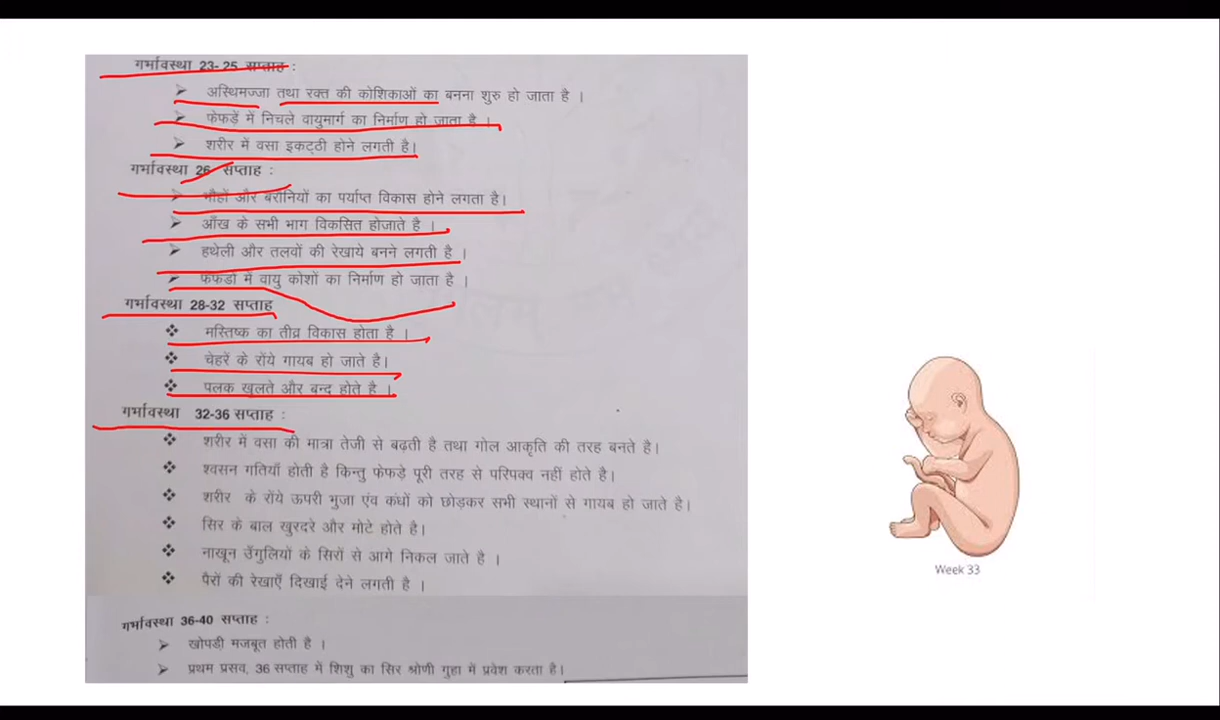 गर्भावस्था 23-25 सप्ताह :
➤ अस्थिमज्जा तथा रक्त की कोशिकाओं का बनना शुरु हो जाता है ।
➤ फेफड़ें में निचले वायुमार्ग का निर्माण हो जाता है ।
➤ शरीर में वसा इकट्ठी होने लगती है।
गर्भावस्था 26 सप्ताह :
➤ भौहों और बरौनियों का पर्याप्त विकास होने लगता है।
➤ आँख के सभी भाग विकसित होजाते है ।
➤ हथेली और तलवों की रेखाये बनने लगती है ।
➤ फेफडों में वायु कोशों का निर्माण हो जाता है ।
गर्भावस्था 28-32 सप्ताह
❖ मस्तिष्क का तीव्र विकास होता है ।
❖ चेहरें के रोंये गायब हो जाते है।
❖ पलक खुलते और बन्द होते है ।
गर्भावस्था 32-36 सप्ताह :
❖ शरीर में वसा की मात्रा तेजी से बढ़ती है तथा गोल आकृति की तरह बनते है।
❖ श्वसन गतियाँ होती है किन्तु फेफड़े पूरी तरह से परिपक्व नहीं होते है।
❖ शरीर के रोंये ऊपरी भुजा एंव कंधों को छोड़कर सभी स्थानों से गायब हो जाते है।
❖ सिर के बाल खुरदरे और मोटे होते है।
❖ नाखून उँगुलियों के सिरों से आगे निकल जाते है ।
❖ पैरों की रेखाएँ दिखाई देने लगती है ।
गर्भावस्था 36-40 सप्ताह :
➤ खोपड़ी मजबूत होती है ।
➤ प्रथम प्रसव, 36 सप्ताह में शिशु का सिर श्रोणी गुहा में प्रवेश करता है।
Week 33